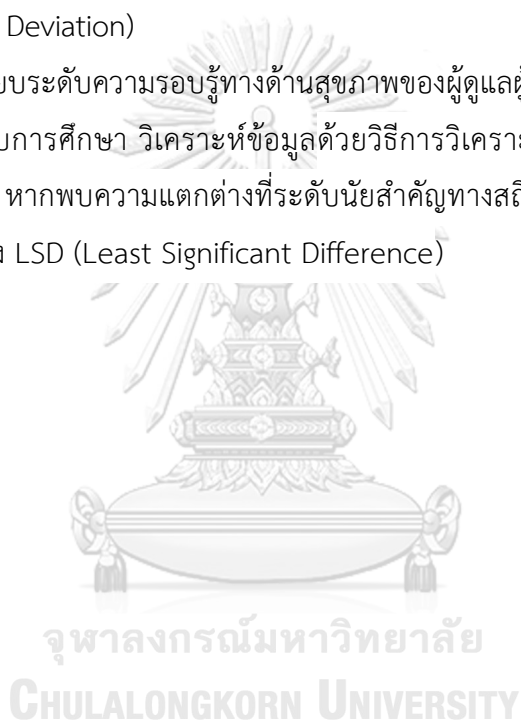 Deviation)
บระดับความรอบรู้ทางด้านสุขภาพของผู้ดูแลผู้
บการศึกษา วิเคราะห์ข้อมูลด้วยวิธีการวิเครา
หากพบความแตกต่างที่ระดับนัยสำคัญทางสถิ
LSD (Least Significant Difference)
จุฬาลงกรณ์มหาวิทยาลัย
CHULALONGKORN UNIVERSITY